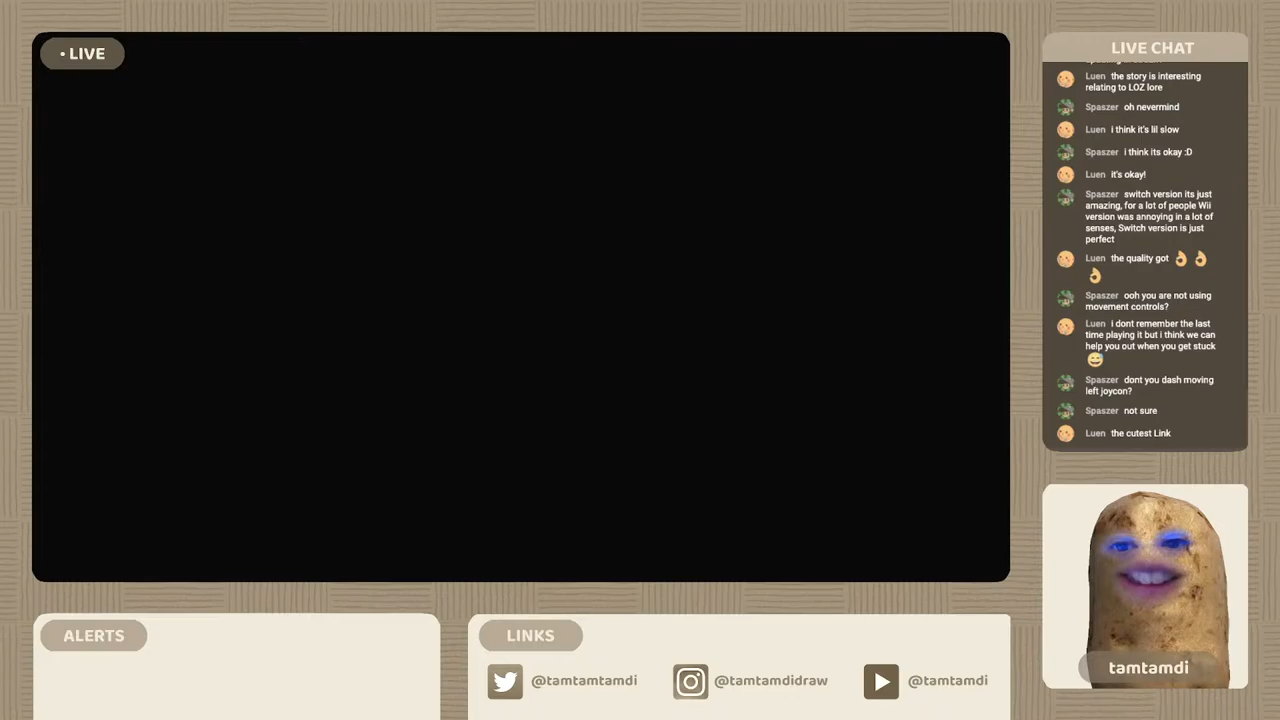 • LIVE
LIVE CHAT
Luen the story is interesting
relating to LOZ lore
Spaszer oh nevermind
Luen i think it's lil slow
Spaszer i think its okay :D
Luen it's okay!
Spaszer switch version its just
amazing, for a lot of people Wii
version was annoying in a lot of
senses, Switch version is just
perfect
Luen the quality got 👌 👌
👌
Spaszer ooh you are not using
movement controls?
Luen i dont remember the last
time playing it but i think we can
help you out when you get stuck
😅
Spaszer dont you dash moving
left joycon?
Spaszer not sure
Luen the cutest Link
ALERTS
LINKS
@tamtamtamdi
@tamtamdidraw
@tamtamdi
tamtamdi